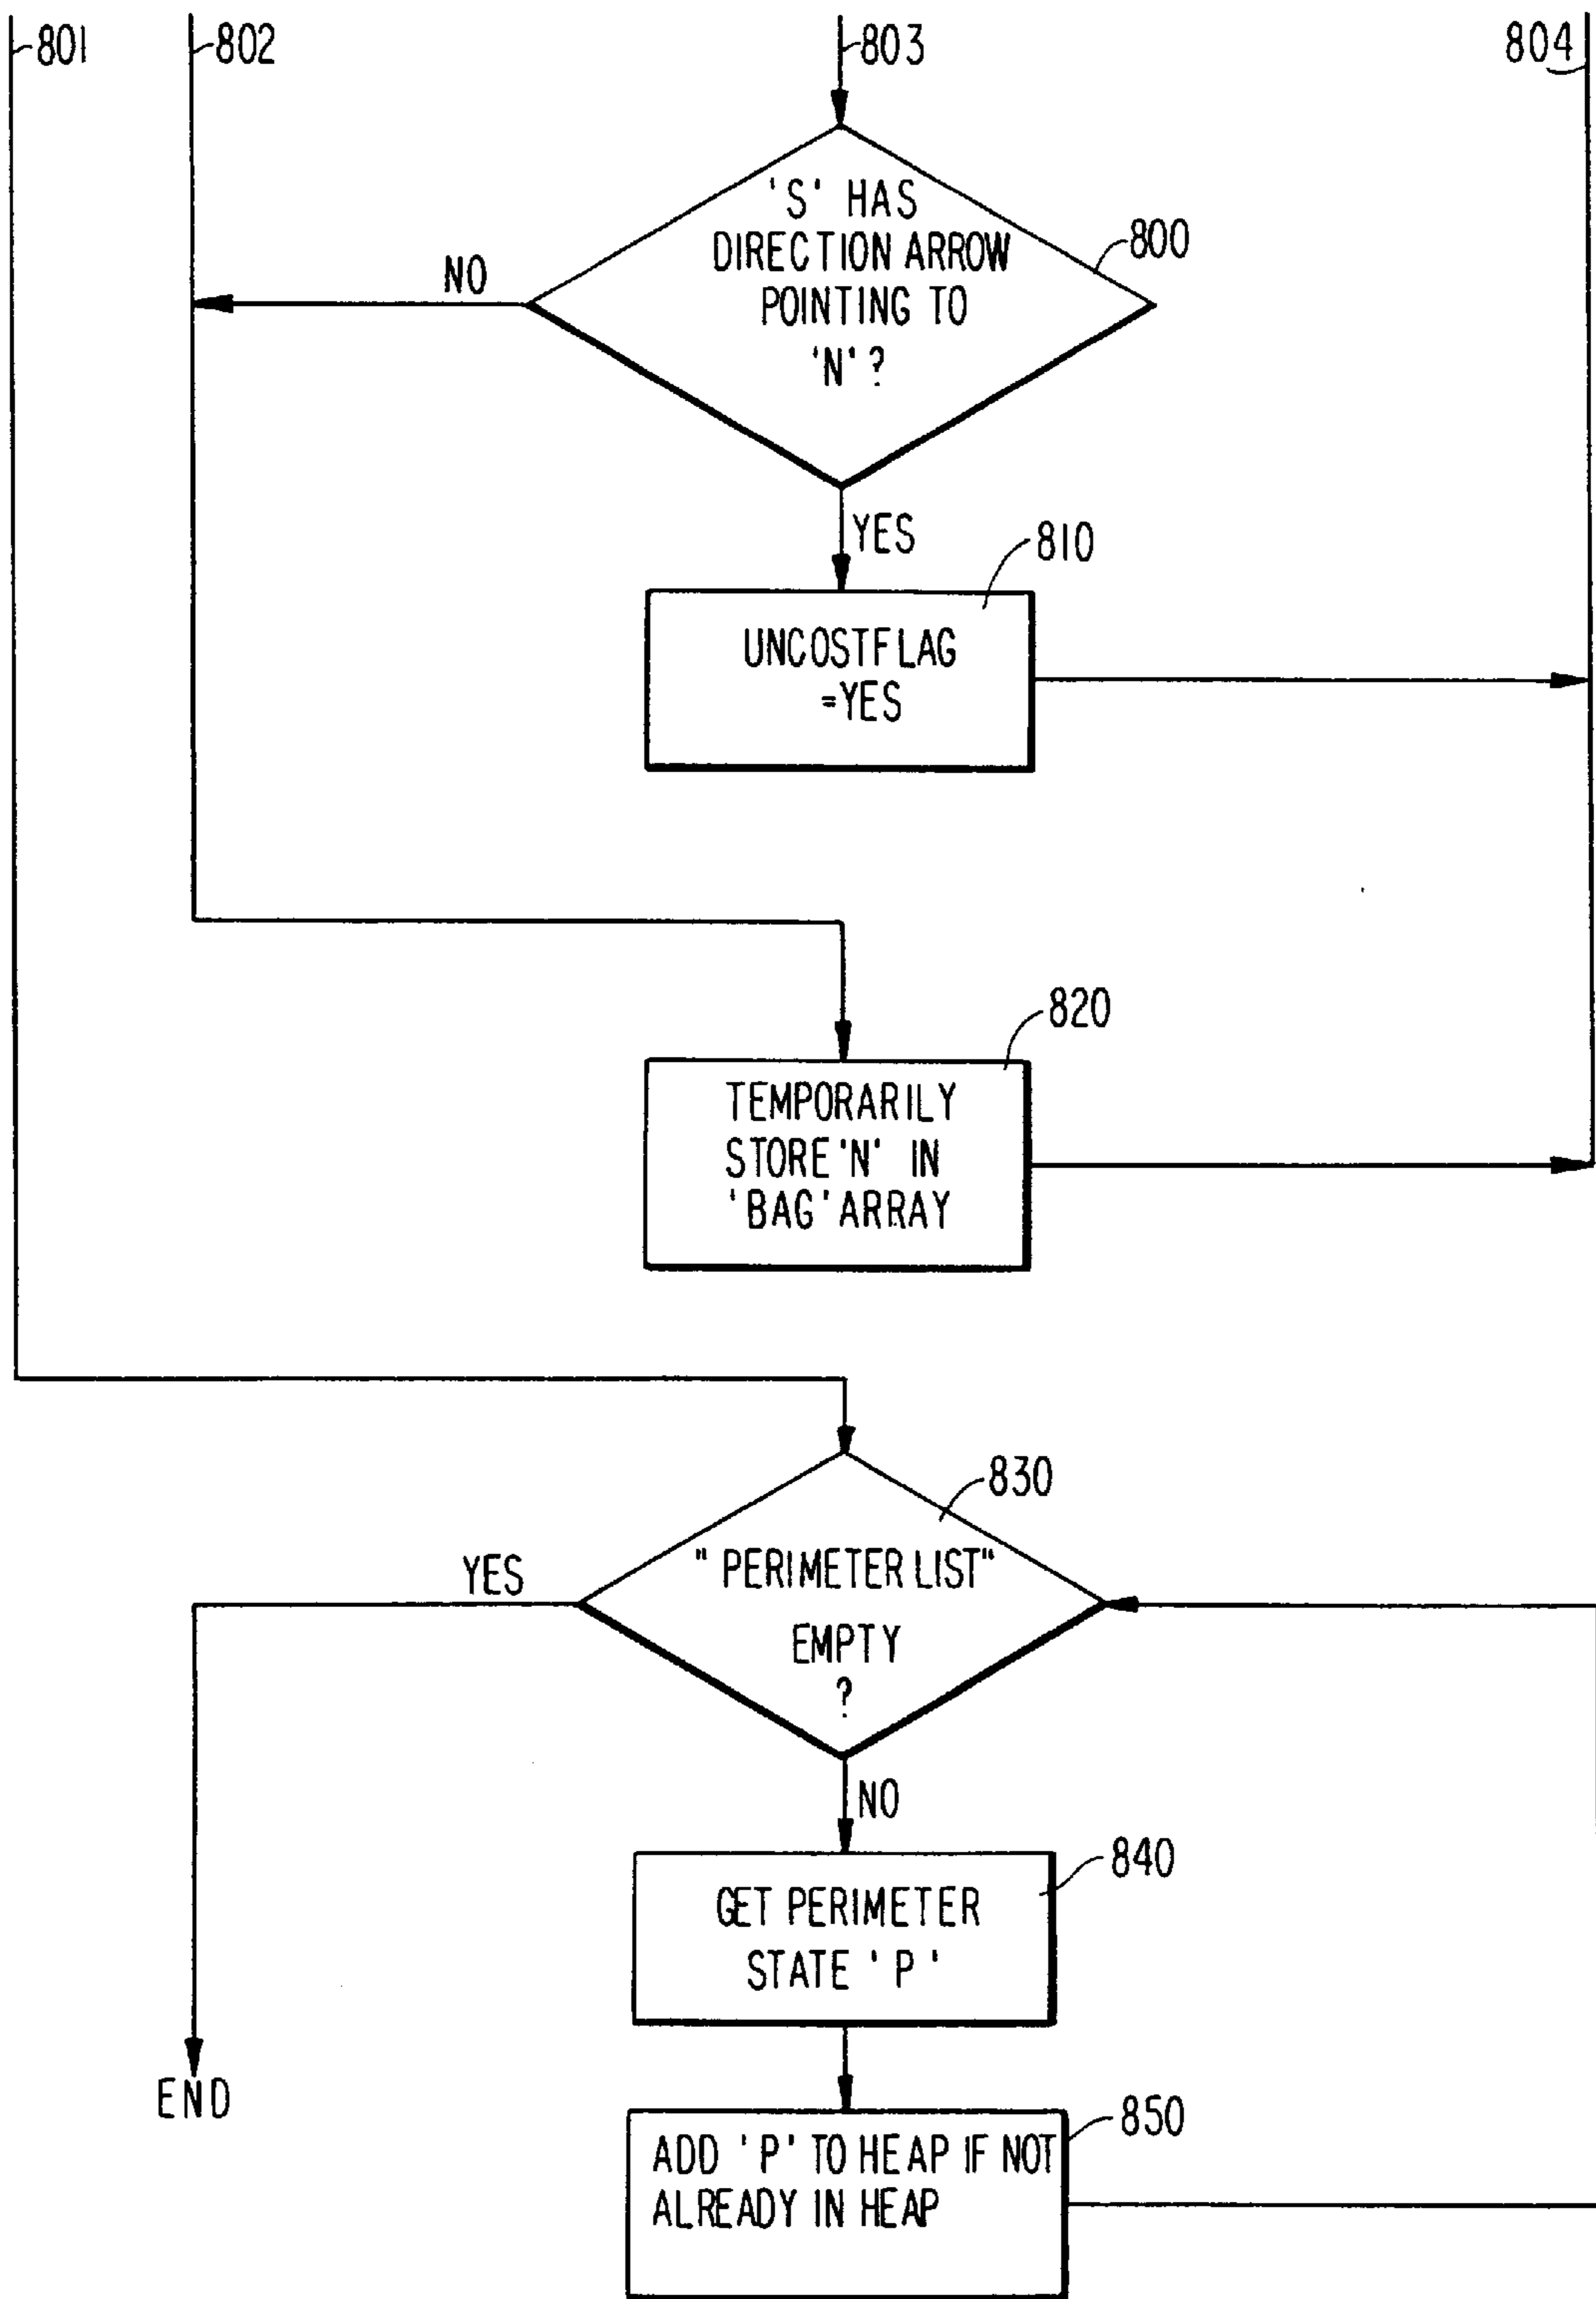 801
802
803
804
'S' HAS
DIRECTION ARROW
POINTING TO
'N' ?
800
NO
YES
810
UNCOSTFLAG
=YES
820
TEMPORARILY
STORE 'N' IN
'BAG' ARRAY
830
" PERIMETER LIST"
EMPTY
?
YES
NO
840
GET PERIMETER
STATE ' P '
END
850
ADD 'P' TO HEAP IF NOT
ALREADY IN HEAP